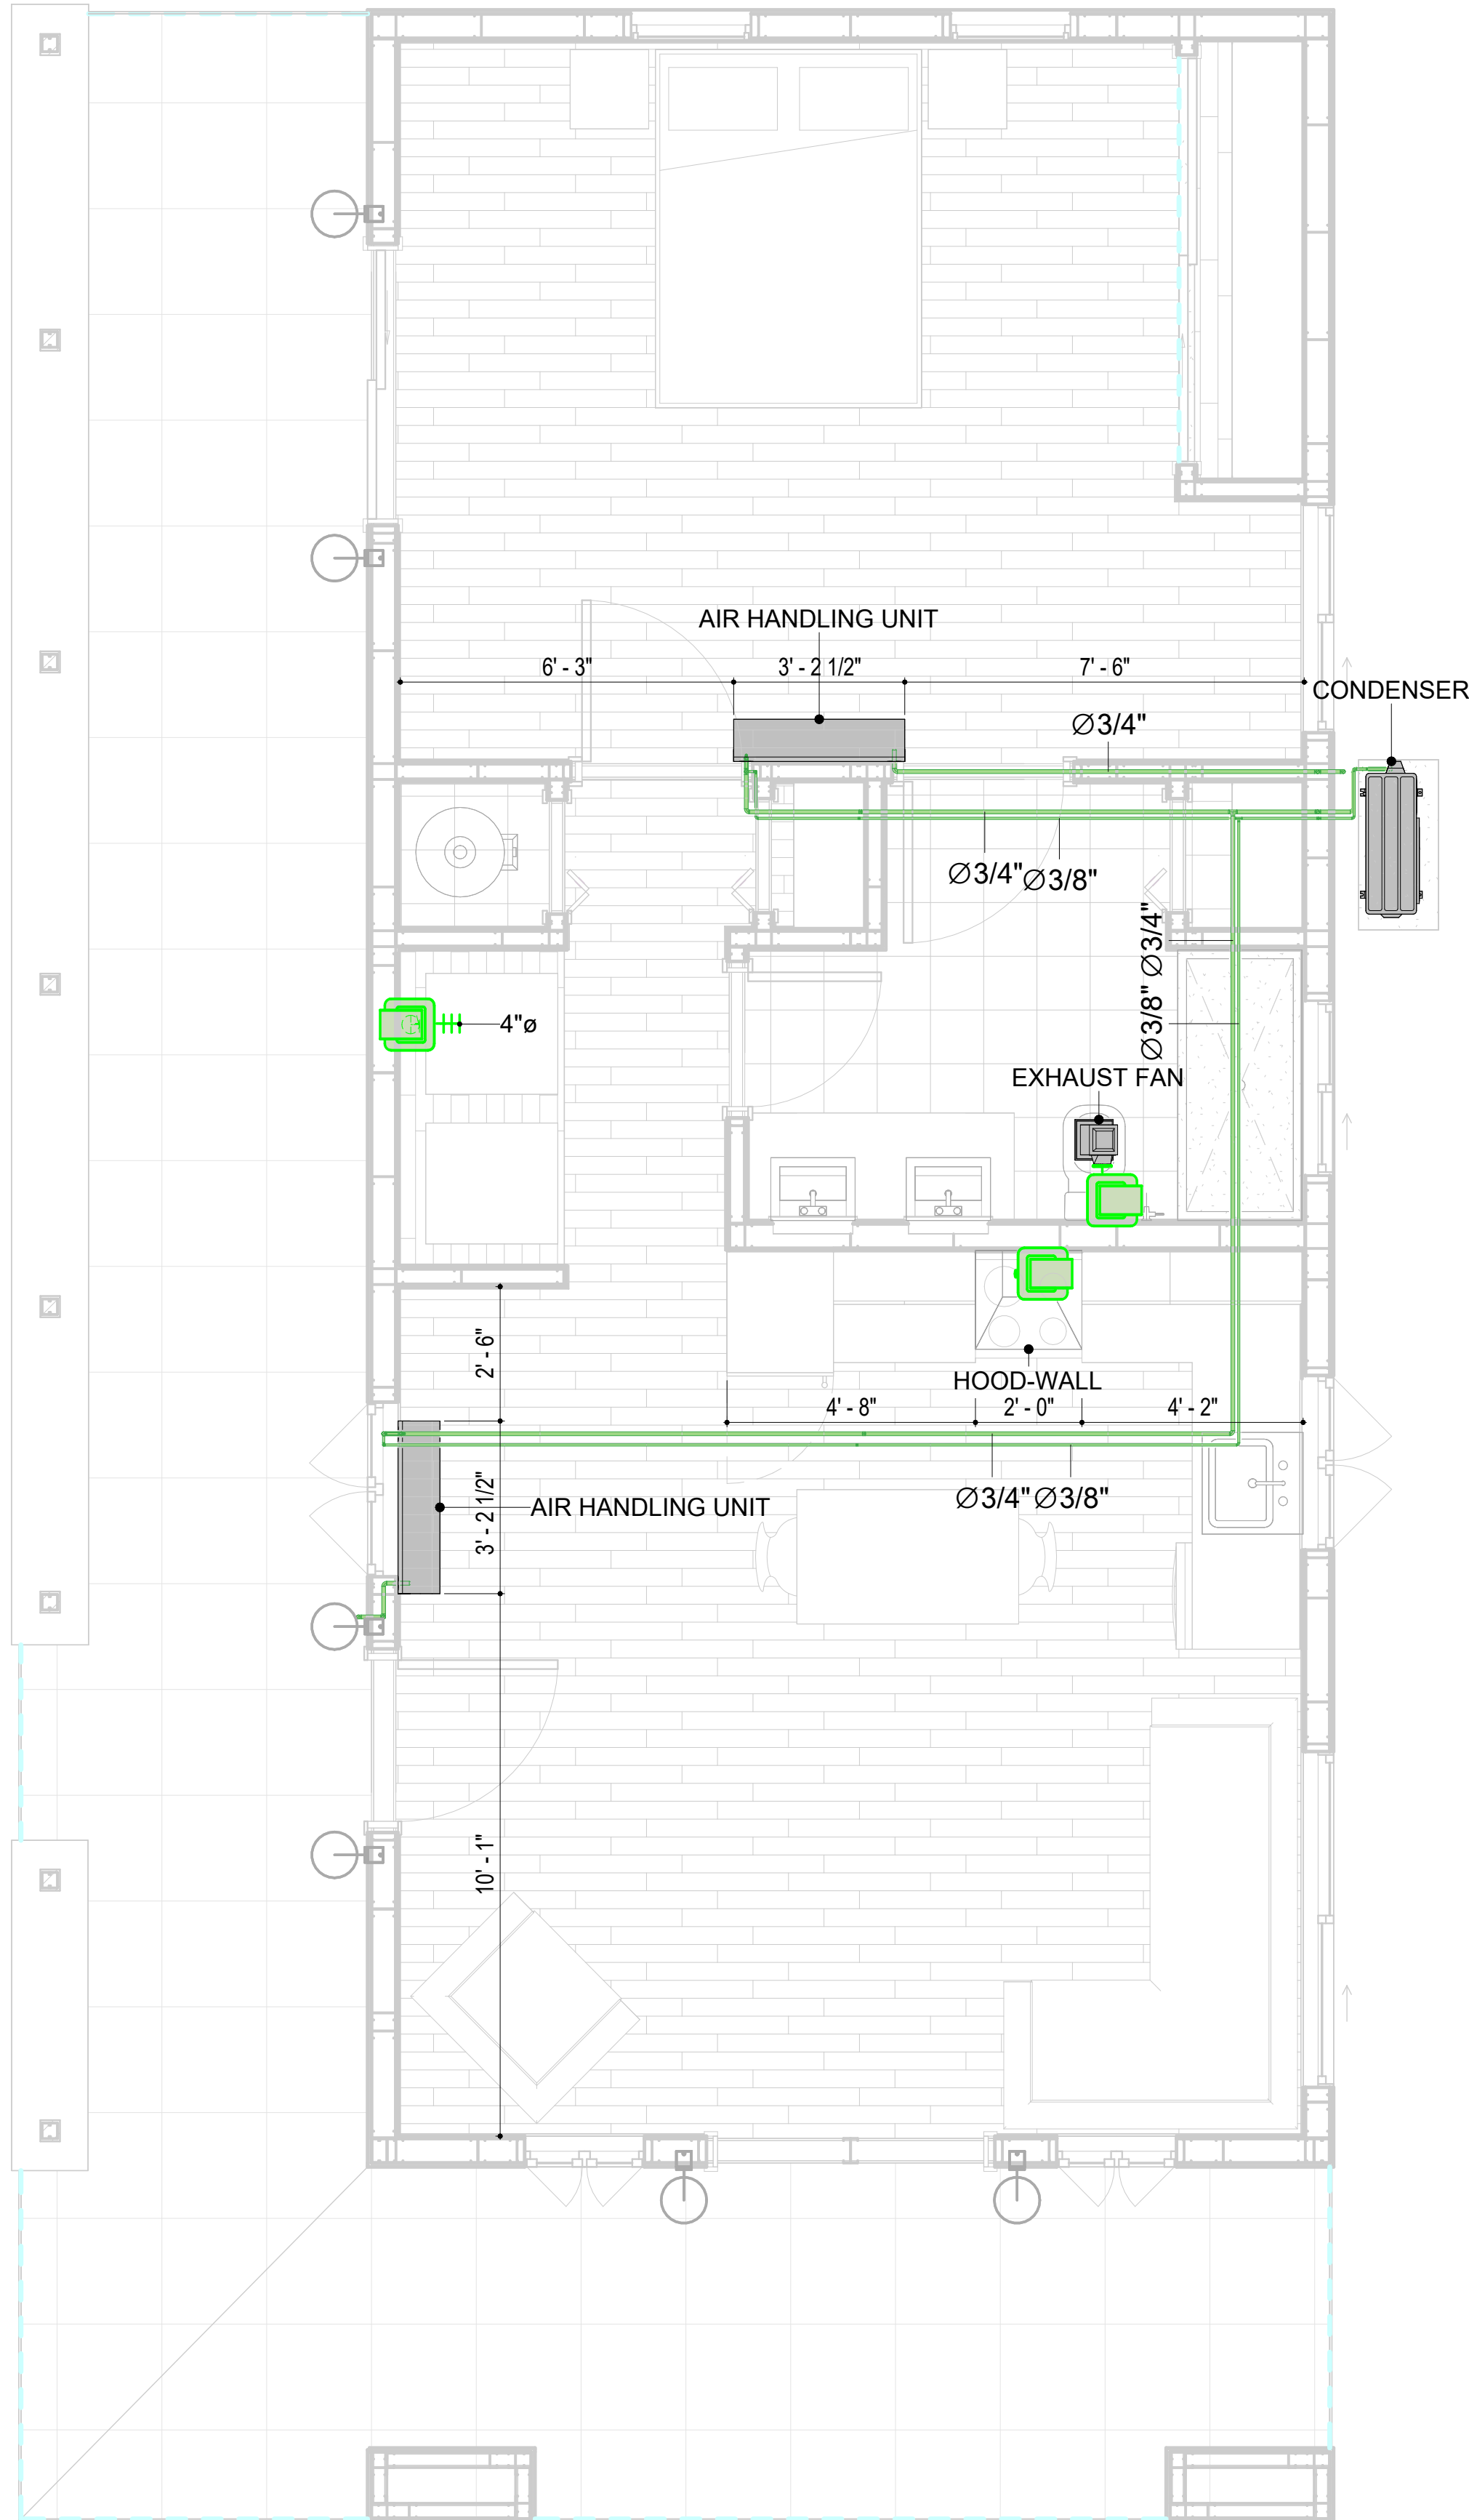 AIR HANDLING UNIT
6' - 3"
3' - 2 1/2"
7' - 6"
CONDENSER
Ø3/4"
Ø3/4"
Ø3/8"
Ø3/4"
Ø3/8"
4"ø
EXHAUST FAN
2' - 6"
HOOD-WALL
4' - 8"
2' - 0"
4' - 2"
Ø3/4"
Ø3/8"
3' - 2 1/2"
AIR HANDLING UNIT
10' - 1"